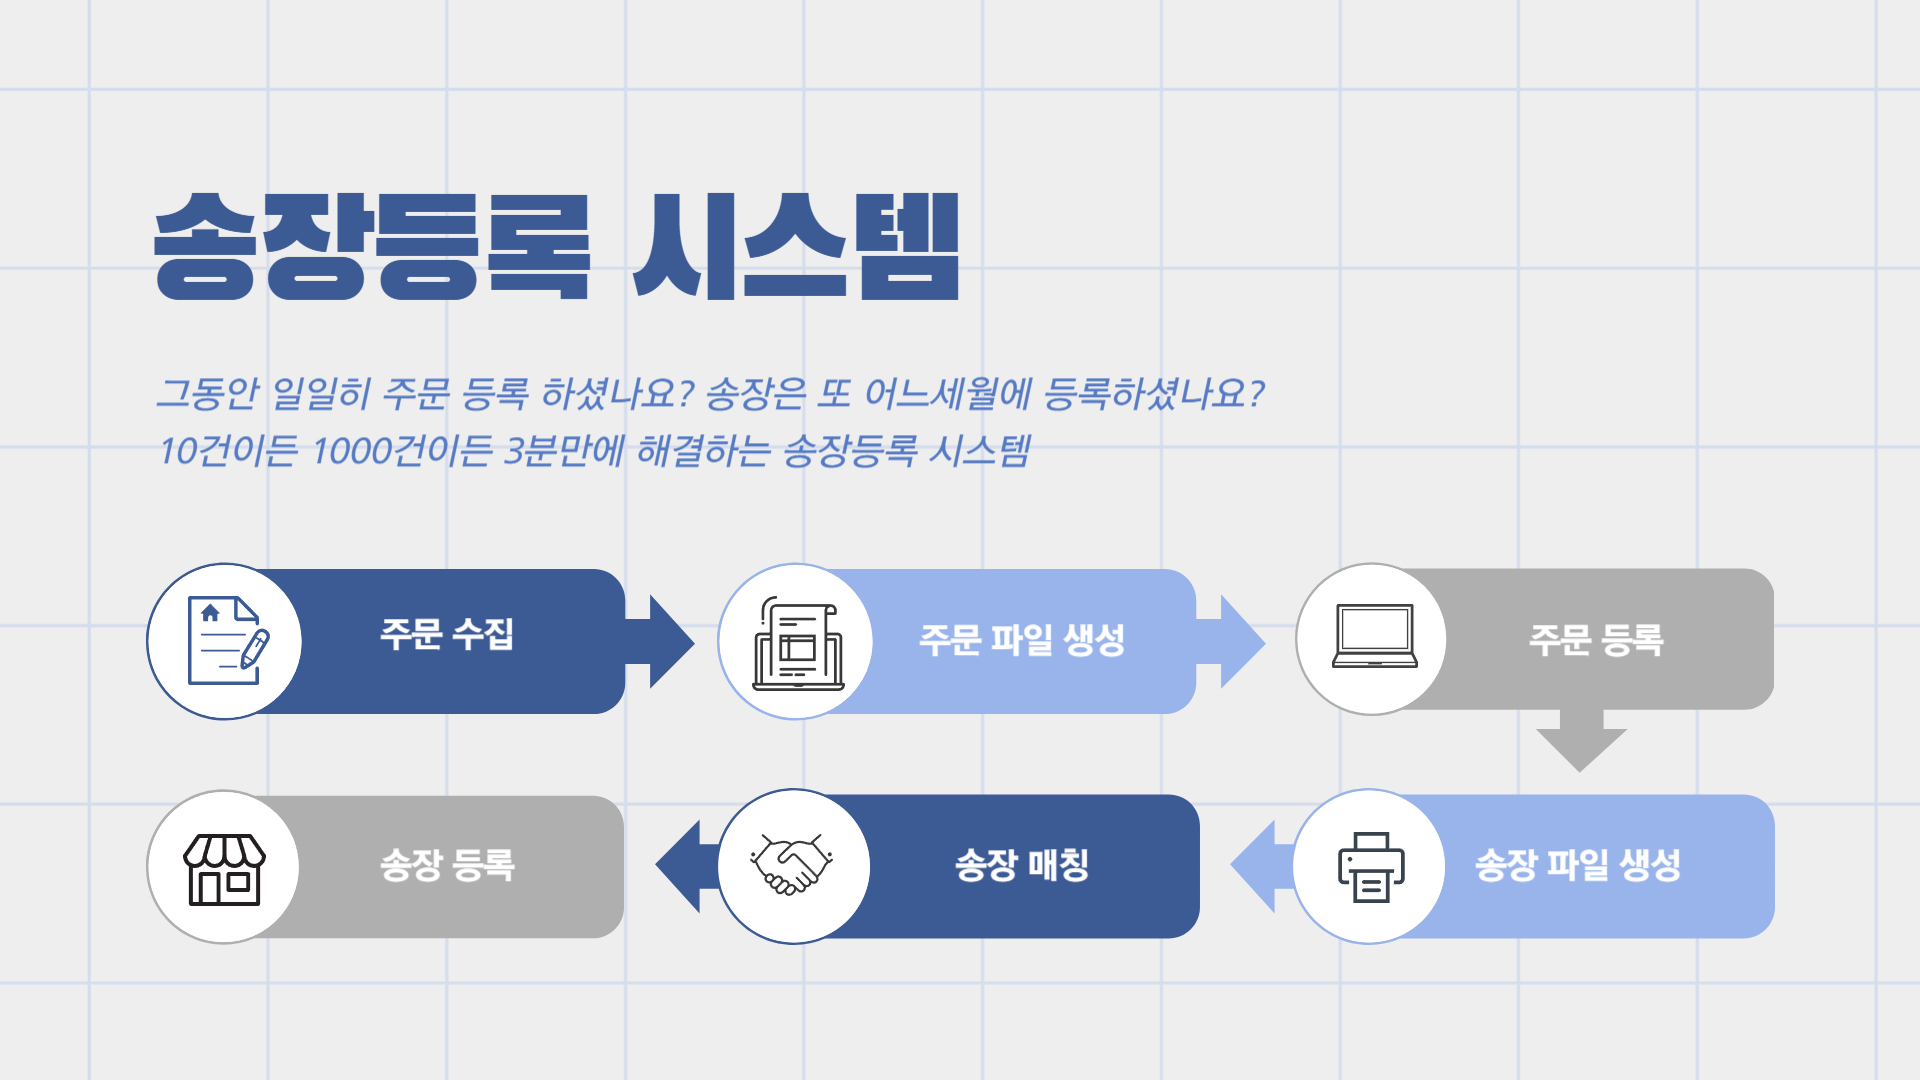 송장등록 시스템
그동안 일일히 주문 등록 하셨나요? 송장은 또 어느세월에 등록하셨나요?
10건이든 1000건이든 3분만에 해결하는 송장등록 시스템
주문 수집
주문 파일 생성
주문 등록
송장 파일 생성
송장 매칭
송장 등록